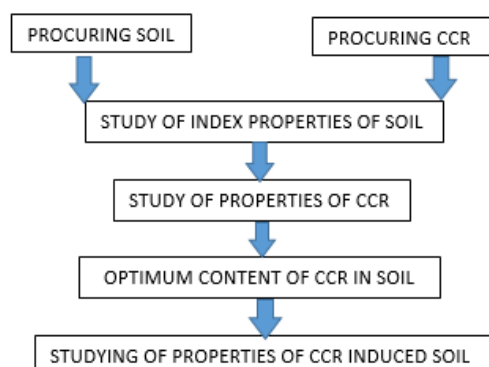 PROCURING SOIL
PROCURING CCR
STUDY OF INDEX PROPERTIES OF SOIL
STUDY OF PROPERTIES OF CCR
OPTIMUM CONTENT OF CCR IN SOIL
STUDYING OF PROPERTIES OF CCR INDUCED SOIL